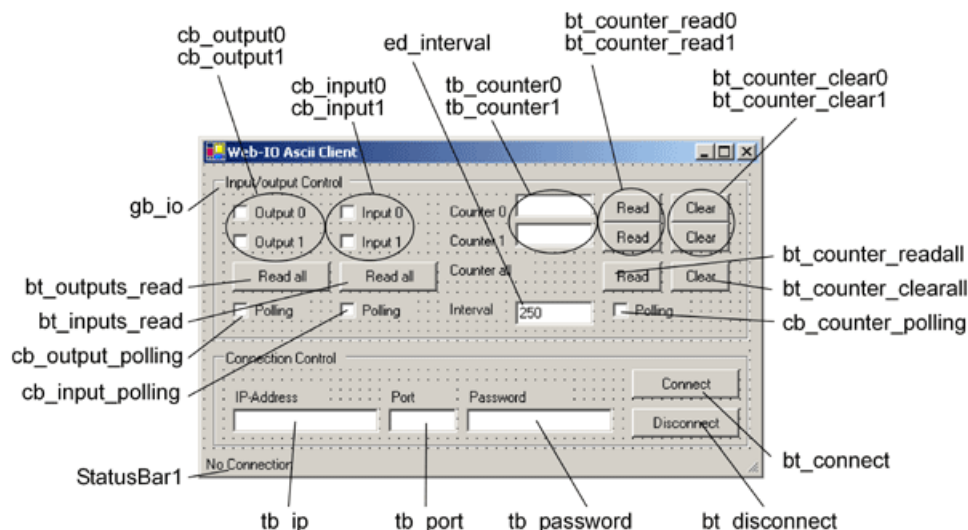 cb_output0
cb_output1
bt_counter_read0
bt_counter_read1
ed_interval
cb_input0
cb_input1
tb_counter0
tb_counter1
bt_counter_clear0
bt_counter_clear1
Web-IO Ascii Client
Input/output Control
gb_io
Output 0
Input 0
Counter 0
Read
Clear
Output 1
Input 1
Counter 1
Read
Clear
Read all
Read all
Counter all
Read
Clear
bt_counter_readall
bt_outputs_read
bt_counter_clearall
Polling
Polling
Interval
250
Polling
bt_inputs_read
cb_counter_polling
cb_output_polling
Connection Control
cb_input_polling
Connect
IP-Address
Port
Password
Disconnect
No Connection
bt_connect
StatusBar1
tb_ip
tb_port
tb_password
bt_disconnect